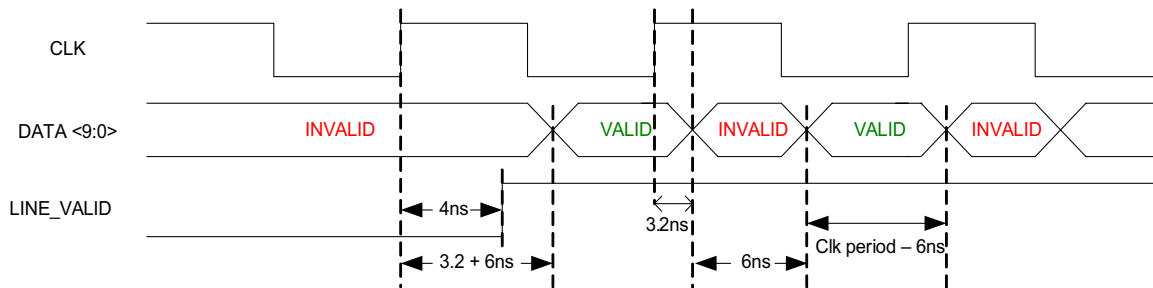 CLK
DATA <9:0>
INVALID
VALID
INVALID
VALID
INVALID
LINE_VALID
4ns
3.2ns
3.2 + 6ns
6ns
Clk period – 6ns